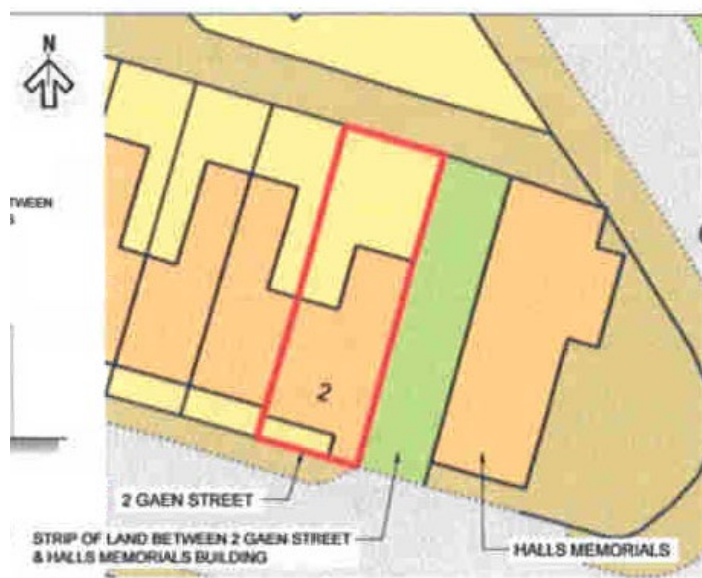 N
TWEEN
S
2
2 GAEN STREET
STRIP OF LAND BETWEEN 2 GAEN STREET
& HALLS MEMORIALS BUILDING
HALLS MEMORIALS